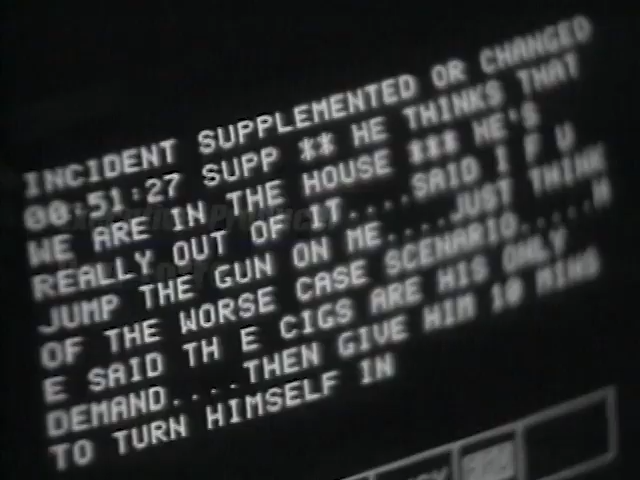 INCIDENT SUPPLEMENTED OR CHANGED
00:51:27 SUPP ** HE THINKS THAT
WE ARE IN THE HOUSE *** HE'S
REALLY OUT OF IT....SAID I F U
JUMP THE GUN ON ME....JUST THINK
OF THE WORSE CASE SCENARIO.....H
E SAID TH E CIGS ARE HIS ONLY
DEMAND....THEN GIVE HIM 10 MINS
TO TURN HIMSELF IN